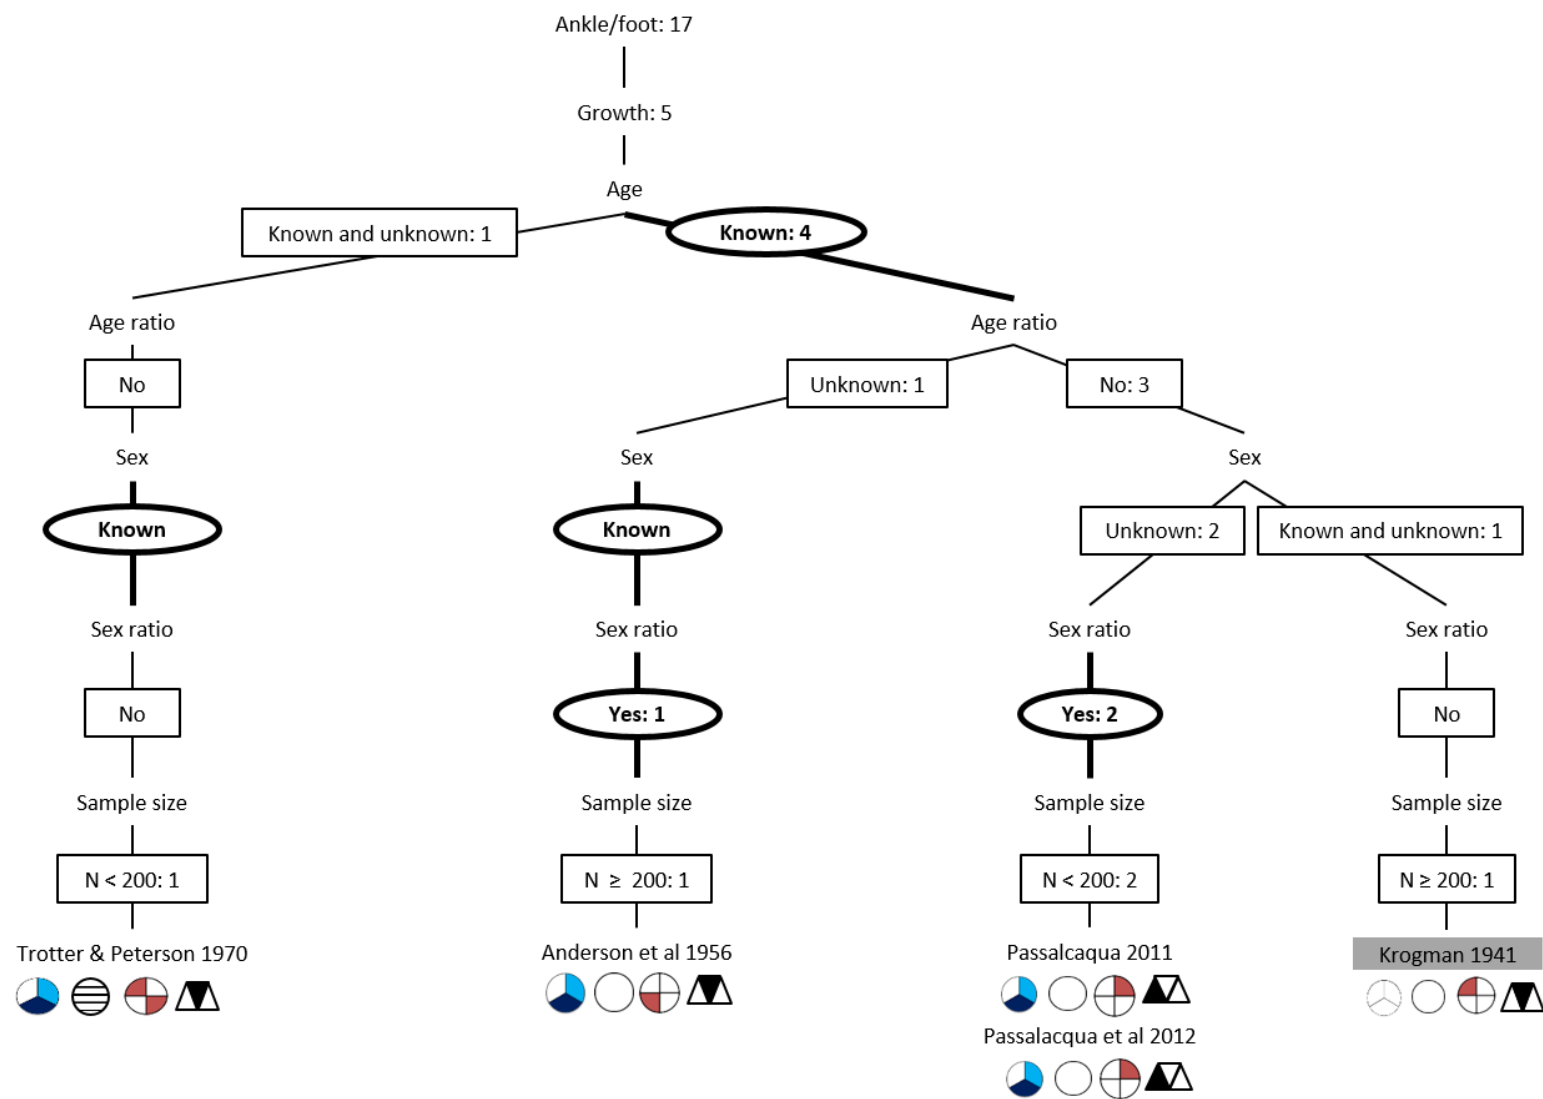 Ankle/foot: 17
Growth: 5
Age
Known and unknown: 1
Known: 4
Age ratio
Age ratio
No
Unknown: 1
No: 3
Sex
Sex
Sex
Known
Known
Unknown: 2
Known and unknown: 1
Sex ratio
Sex ratio
Sex ratio
Sex ratio
No
Yes: 1
Yes: 2
No
Sample size
Sample size
Sample size
Sample size
N < 200: 1
N ≥ 200: 1
N < 200: 2
N ≥ 200: 1
Trotter & Peterson 1970
Anderson et al 1956
Passalcaqua 2011
Krogman 1941
Passalacqua et al 2012